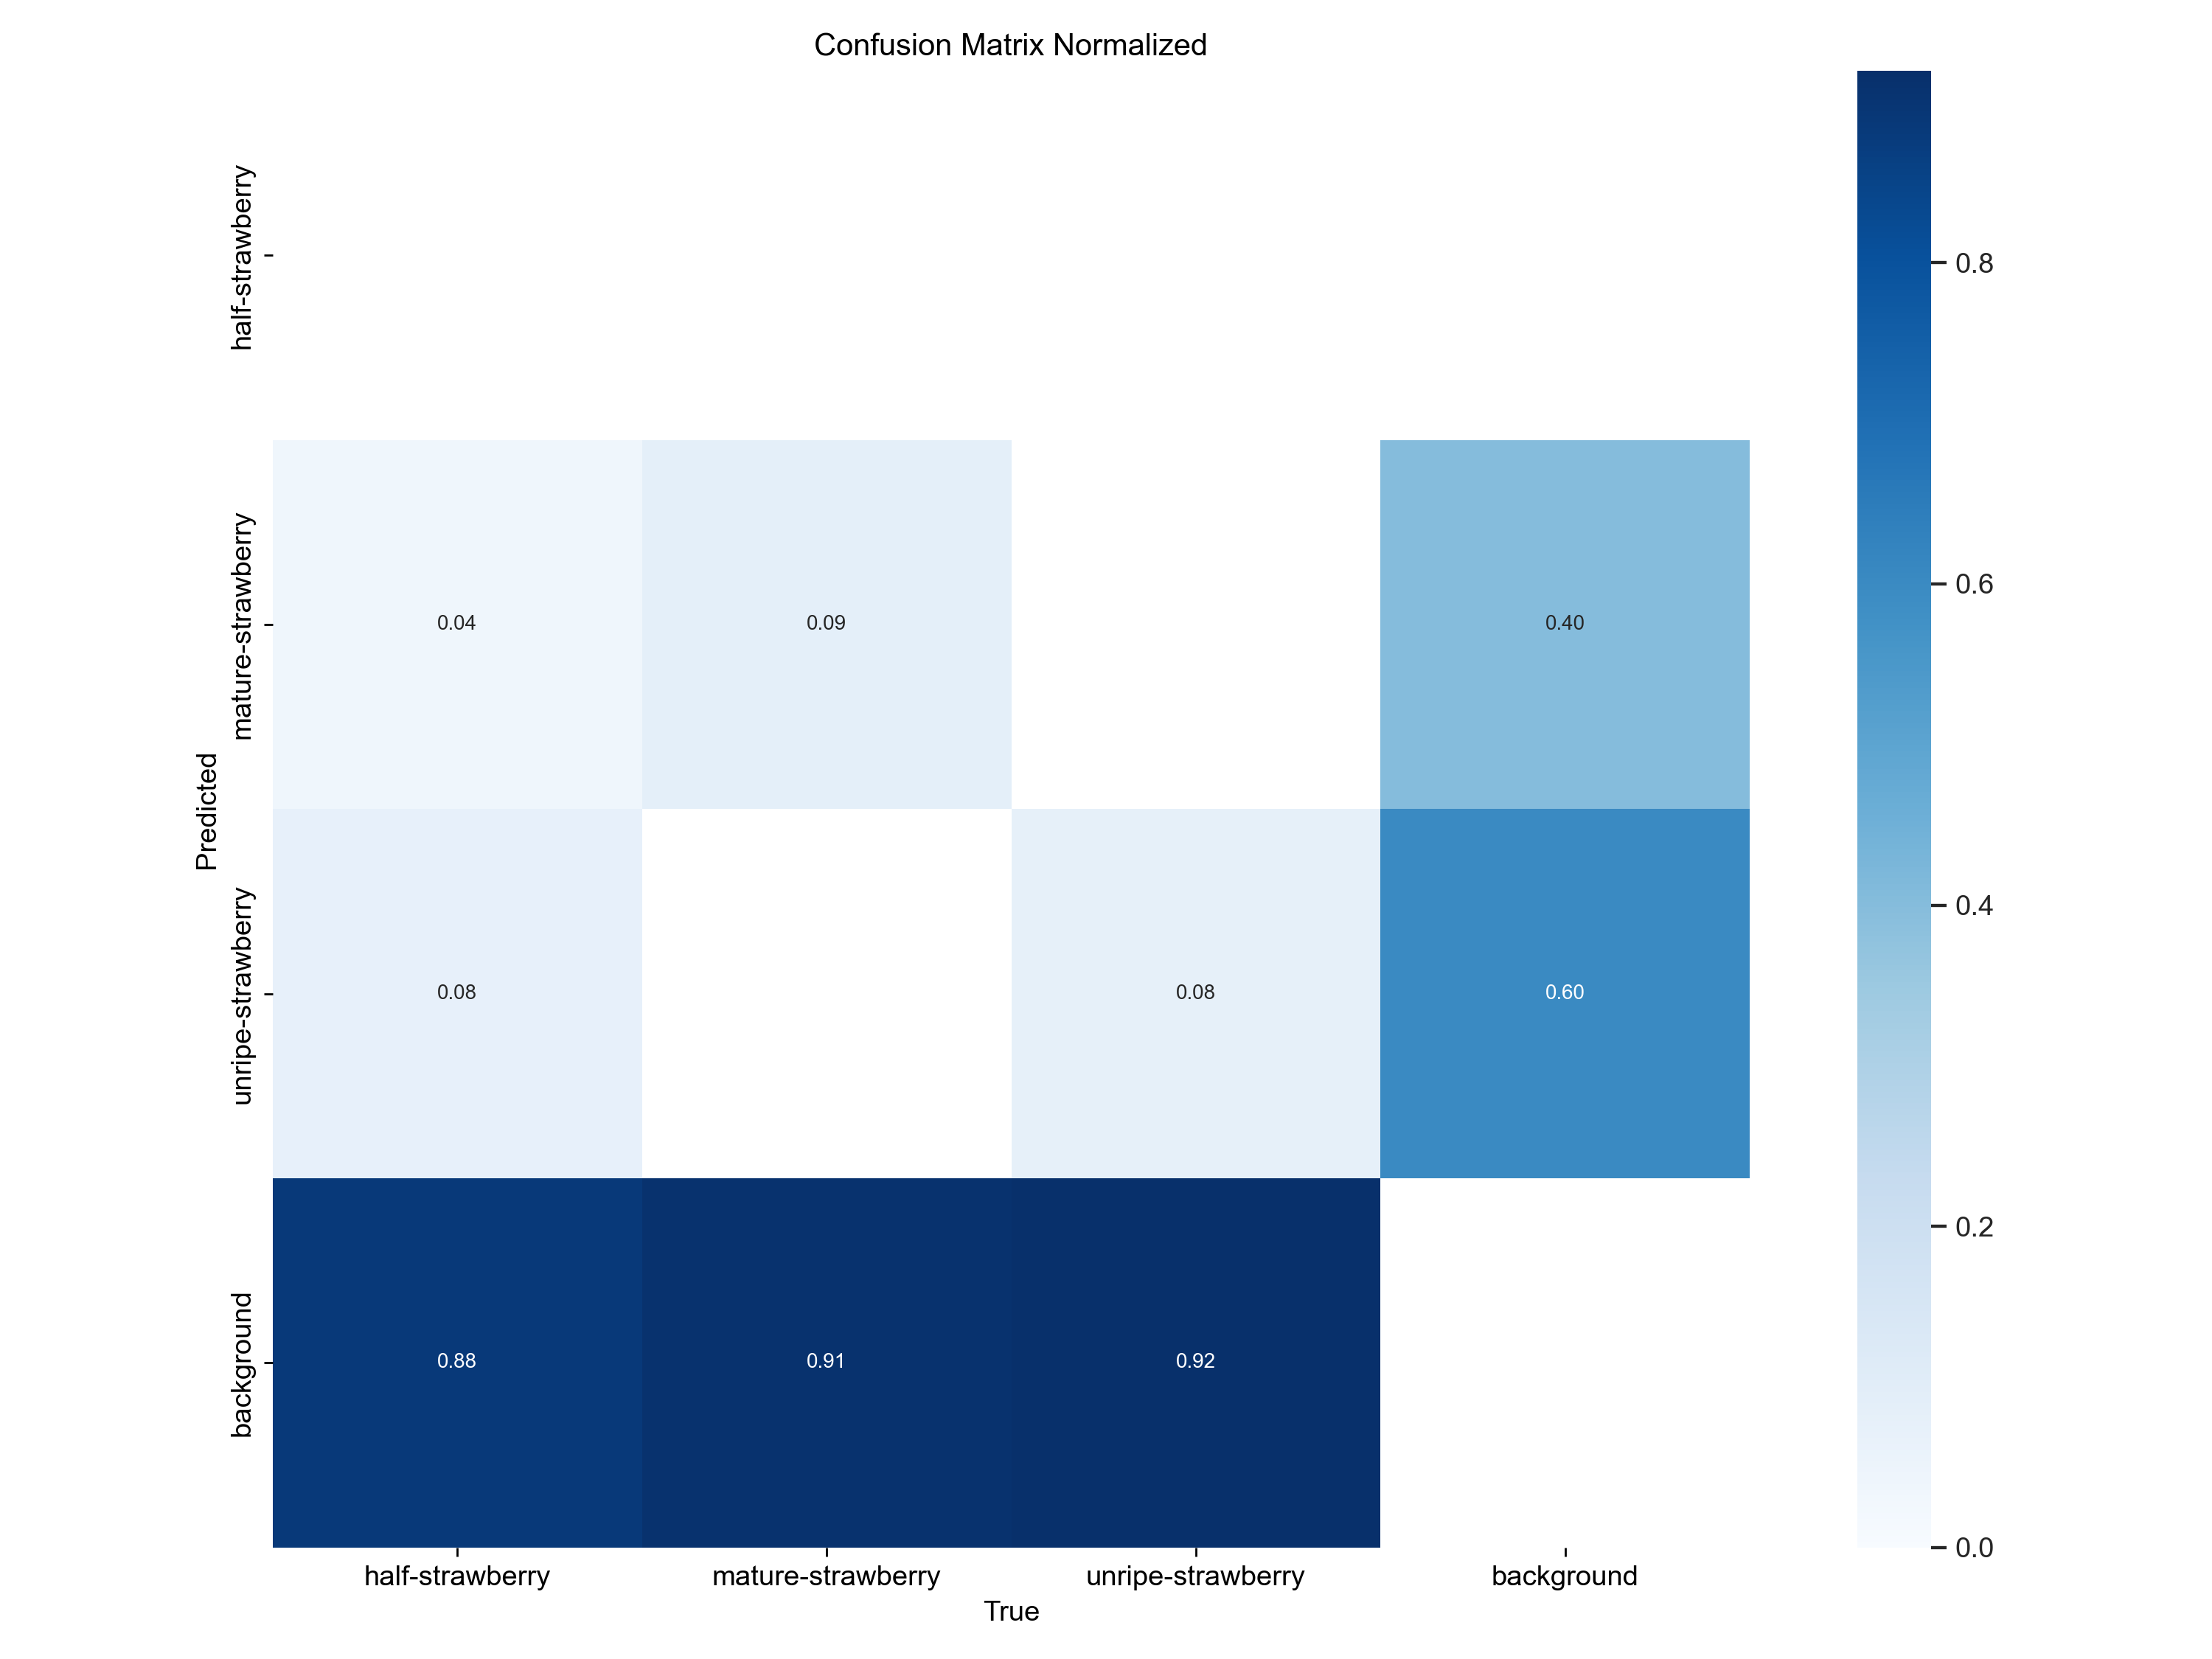 Confusion Matrix Normalized
half-strawberry
mature-strawberry
unripe-strawberry
background
Predicted
0.04 0.09 0.40
0.08 0.08 0.60
0.88 0.91 0.92
half-strawberry mature-strawberry unripe-strawberry background
True
0.8
0.6
0.4
0.2
0.0